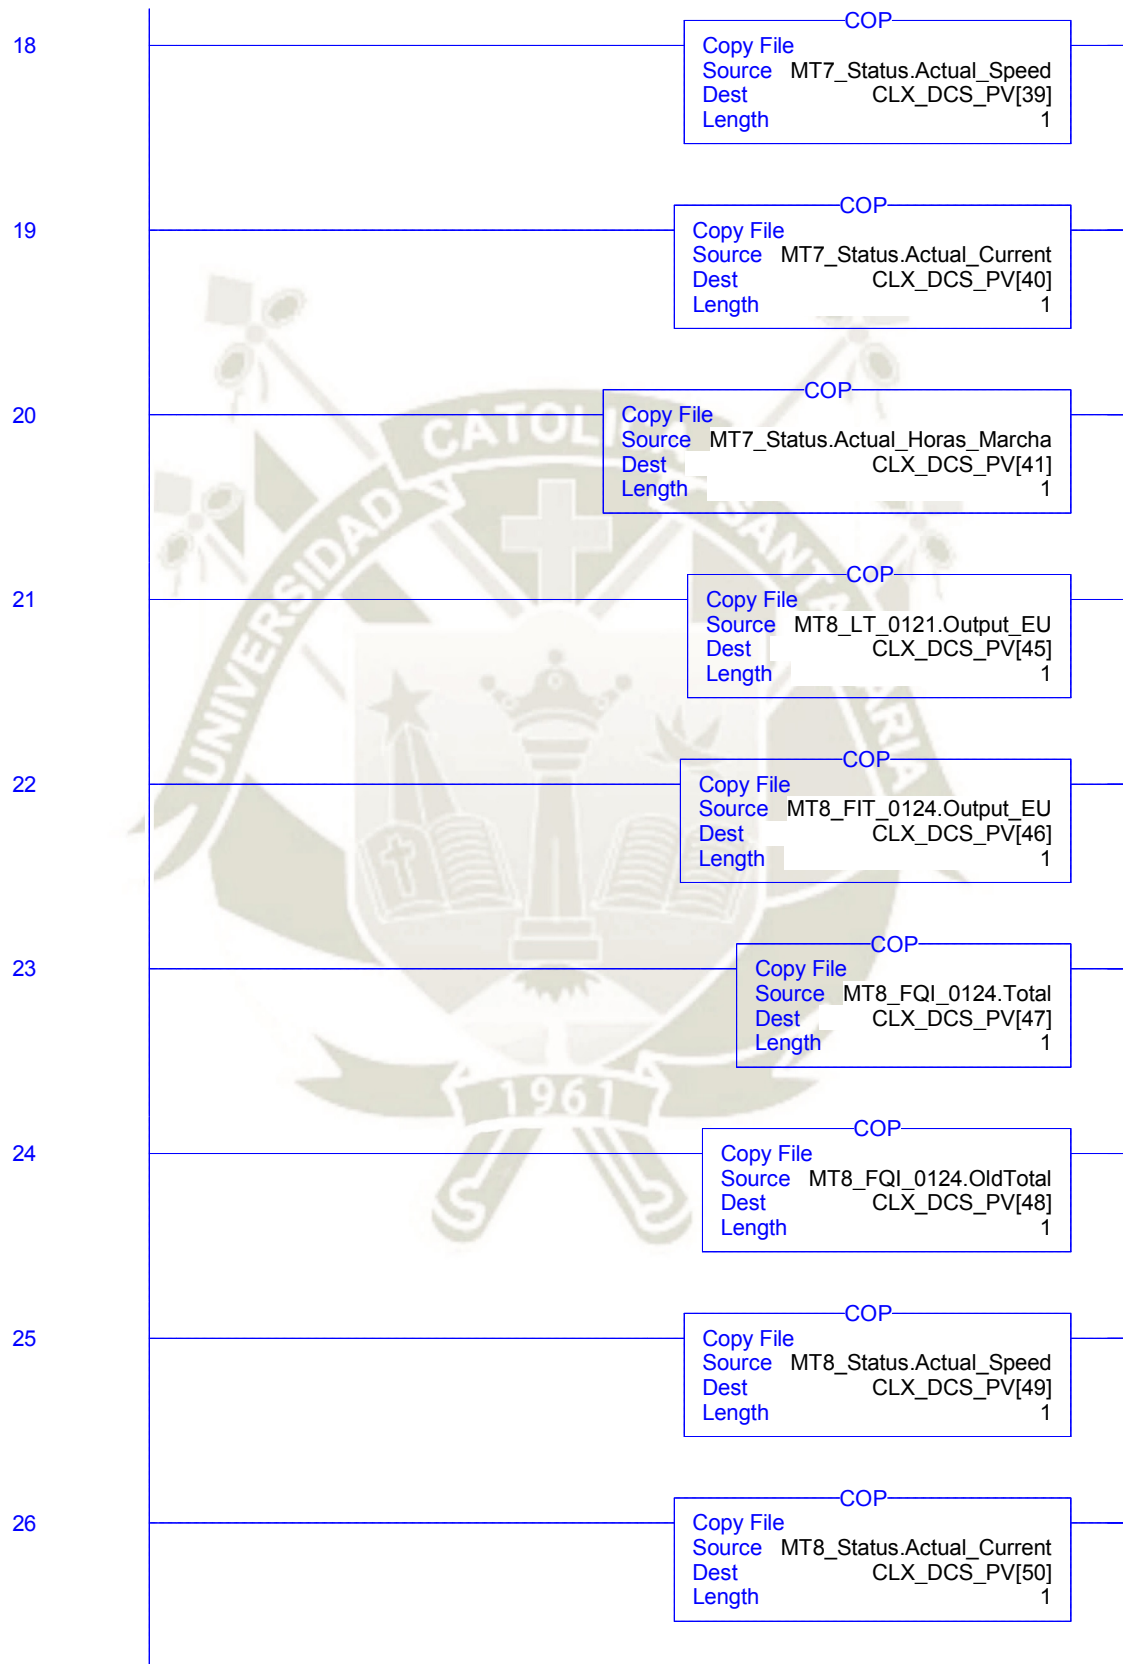 18
COP
Copy File
Source MT7_Status.Actual_Speed
Dest CLX_DCS_PV[39]
Length 1
19
COP
Copy File
Source MT7_Status.Actual_Current
Dest CLX_DCS_PV[40]
Length 1
20
COP
Copy File
Source MT7_Status.Actual_Horas_Marcha
Dest CLX_DCS_PV[41]
Length 1
21
COP
Copy File
Source MT8_LT_0121.Output_EU
Dest CLX_DCS_PV[45]
Length 1
22
COP
Copy File
Source MT8_FIT_0124.Output_EU
Dest CLX_DCS_PV[46]
Length 1
23
COP
Copy File
Source MT8_FQI_0124.Total
Dest CLX_DCS_PV[47]
Length 1
24
COP
Copy File
Source MT8_FQI_0124.OldTotal
Dest CLX_DCS_PV[48]
Length 1
25
COP
Copy File
Source MT8_Status.Actual_Speed
Dest CLX_DCS_PV[49]
Length 1
26
COP
Copy File
Source MT8_Status.Actual_Current
Dest CLX_DCS_PV[50]
Length 1
UNIVERSIDAD
1961